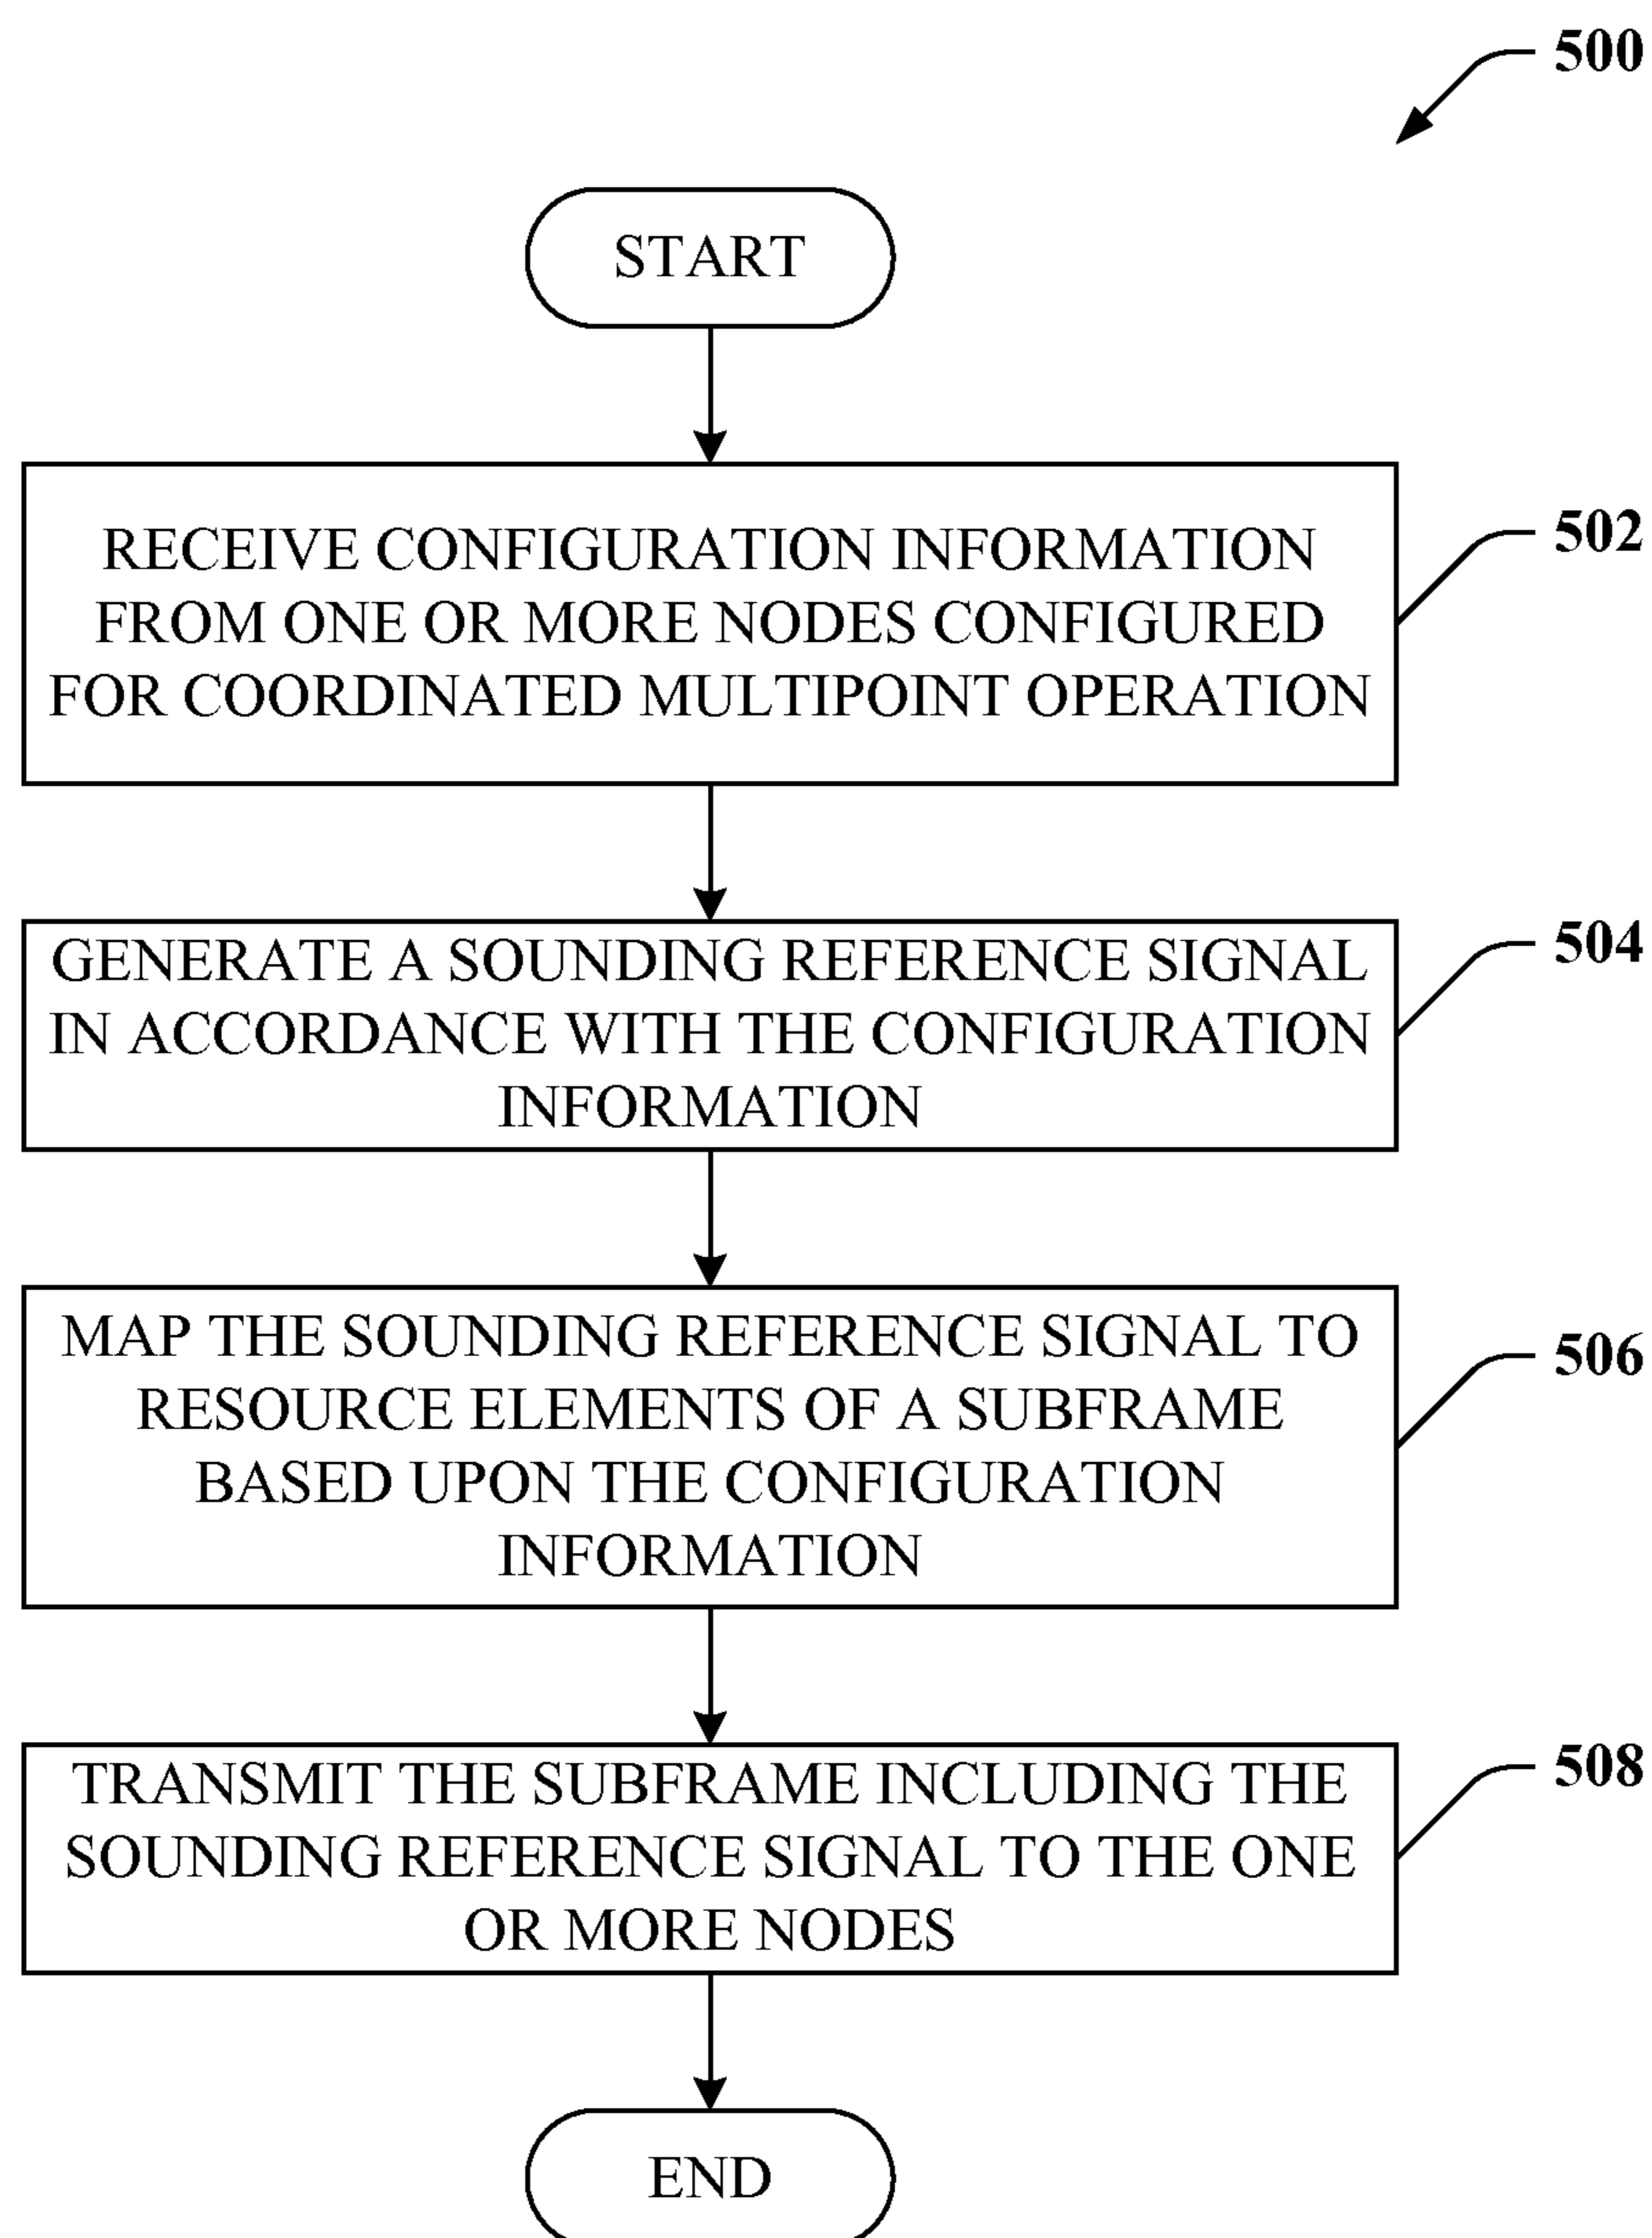 500
START
RECEIVE CONFIGURATION INFORMATION
FROM ONE OR MORE NODES CONFIGURED
FOR COORDINATED MULTIPOINT OPERATION
502
GENERATE A SOUNDING REFERENCE SIGNAL
IN ACCORDANCE WITH THE CONFIGURATION
INFORMATION
504
MAP THE SOUNDING REFERENCE SIGNAL TO
RESOURCE ELEMENTS OF A SUBFRAME
BASED UPON THE CONFIGURATION
INFORMATION
506
TRANSMIT THE SUBFRAME INCLUDING THE
SOUNDING REFERENCE SIGNAL TO THE ONE
OR MORE NODES
508
END